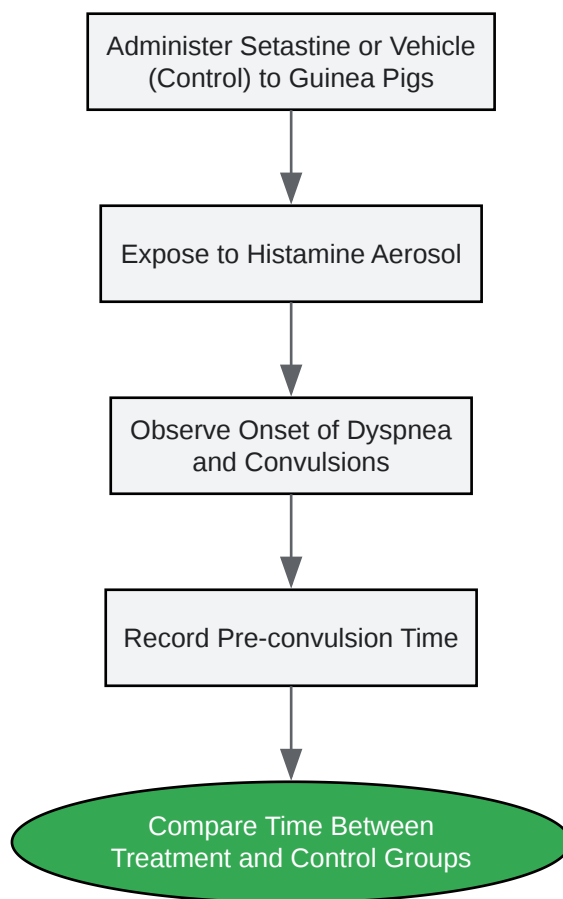 Administer Setastine or Vehicle
(Control) to Guinea Pigs
Expose to Histamine Aerosol
Observe Onset of Dyspnea
and Convulsions
Record Pre-convulsion Time
Compare Time Between
Treatment and Control Groups